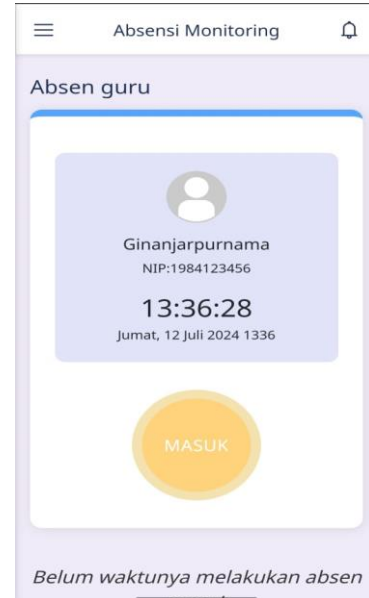 Absensi Monitoring
Absen guru
Ginanjarpurnama
NIP:1984123456
13:36:28
Jumat, 12 Juli 2024 1336
MASUK
Belum waktunya melakukan absen